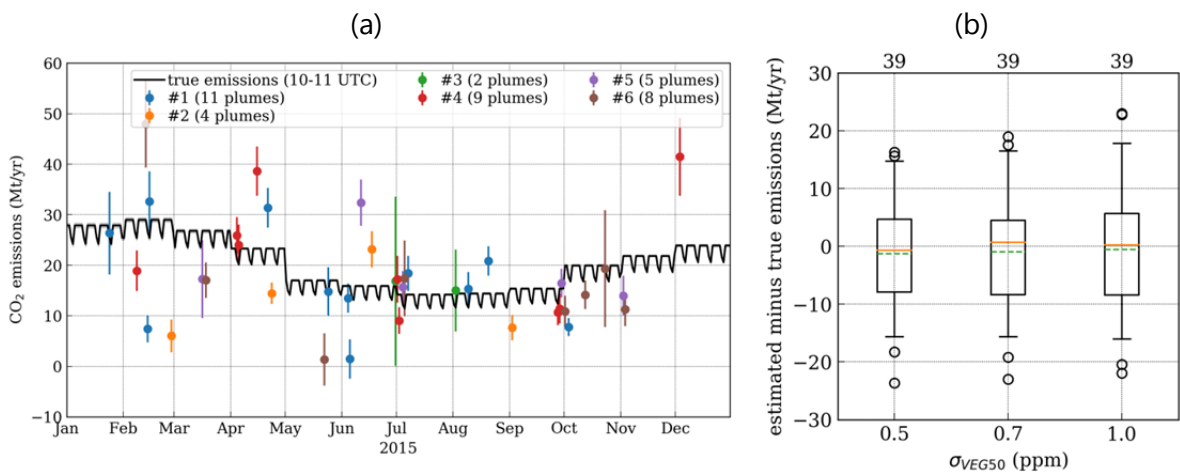 (a)
(b)
true emissions (10-11 UTC)
#1 (11 plumes)
#2 (4 plumes)
#3 (2 plumes)
#4 (9 plumes)
#5 (5 plumes)
#6 (8 plumes)
CO2 emissions (Mt/yr)
60
50
40
30
20
10
0
−10
Jan Feb Mar Apr May Jun Jul Aug Sep Oct Nov Dec
2015
39 39 39
estimated minus true emissions (Mt/yr)
30
20
10
0
−10
−20
−30
0.5 0.7 1.0
σVEG50 (ppm)